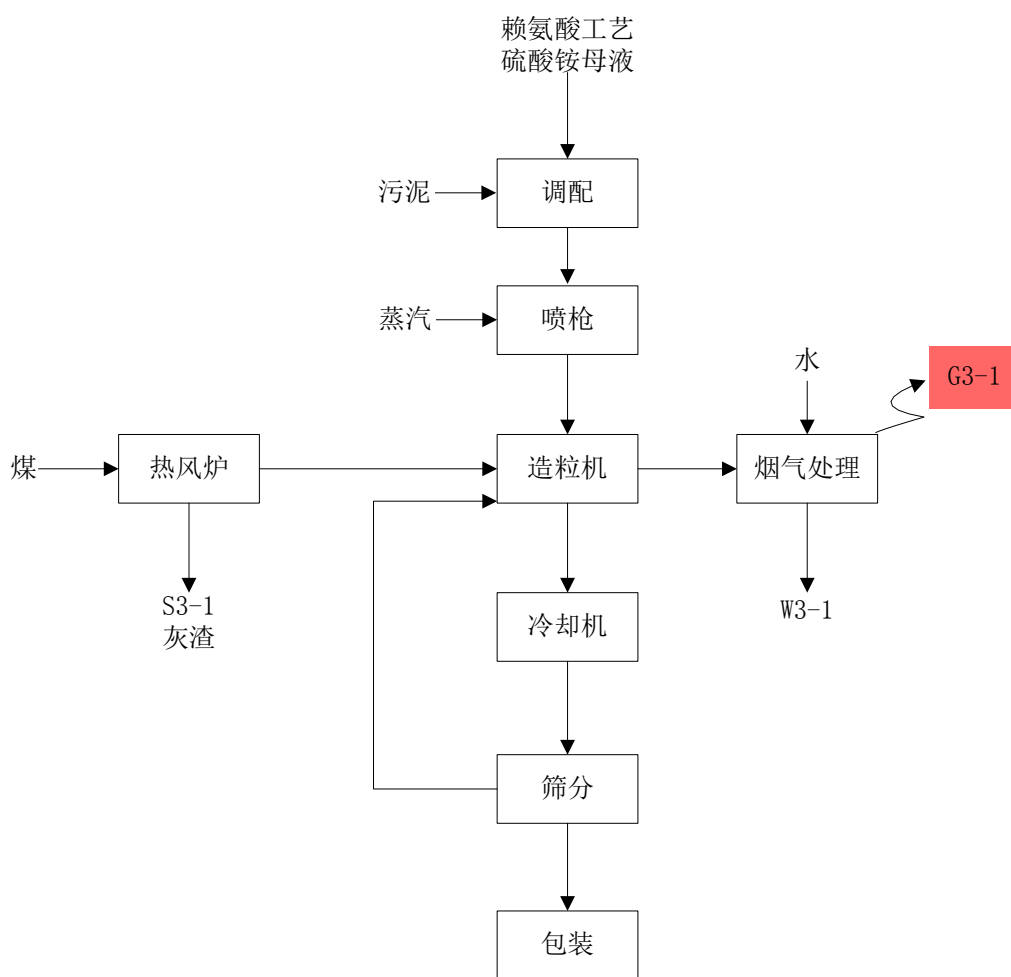 赖氨酸工艺
硫酸铵母液
污泥
调配
蒸汽
喷枪
水
G3-1
煤
热风炉
造粒机
烟气处理
S3-1
灰渣
冷却机
W3-1
筛分
包装